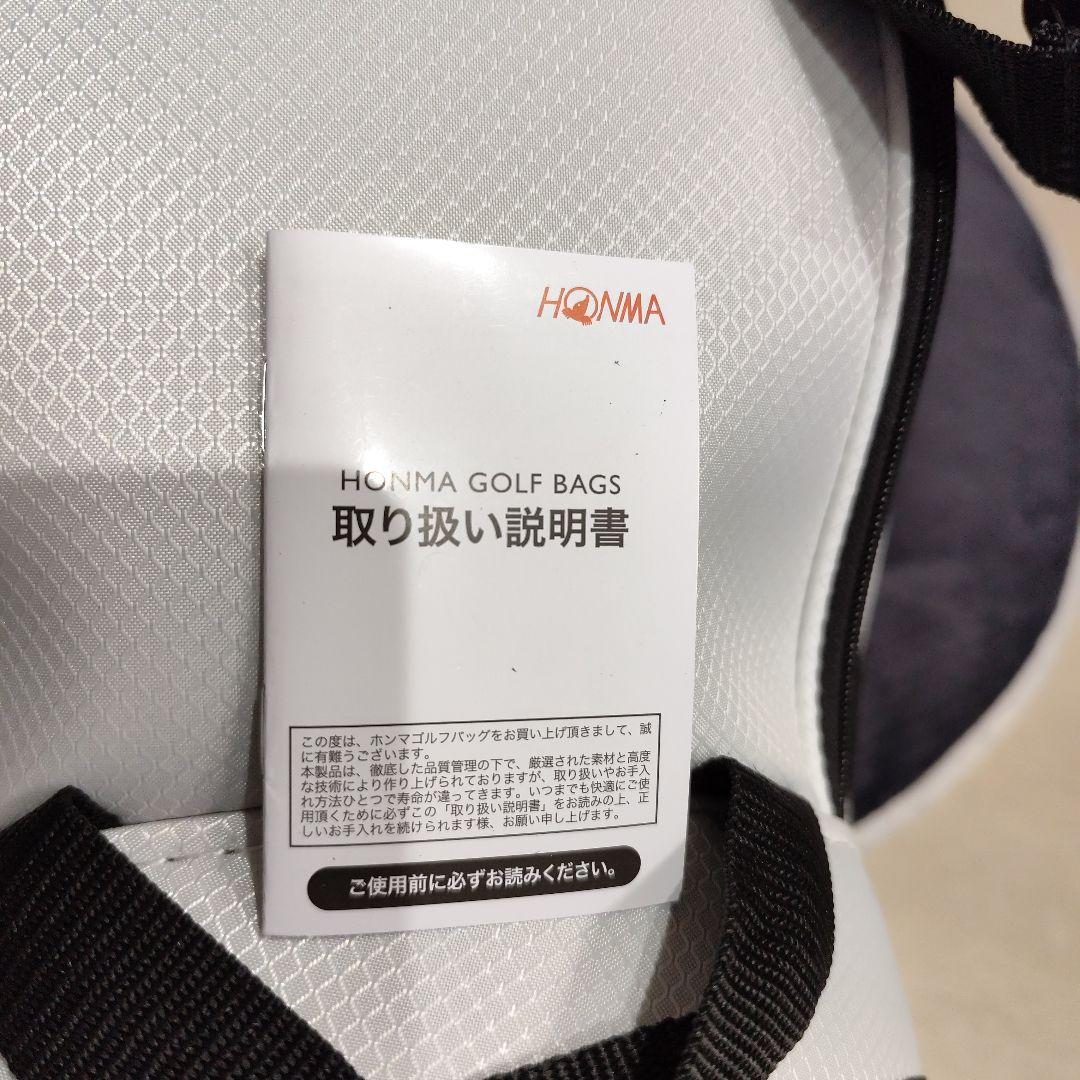 HONMA
HONMA GOLF BAGS
取り扱い説明書
この度は、ホンマゴルフバッグをお買い上げ頂きまして、誠
に有難うございます。
本製品は、徹底した品質管理の下で、厳選された素材と高度
な技術により作り上げられておりますが、取り扱いやお手入
れ方法ひとつで寿命が違ってきます。いつまでも快適にご使
用頂くために必ずこの「取り扱い説明書」をお読みの上、正
しいお手入れを続けられます様、お願い申し上げます。
ご使用前に必ずお読みください。